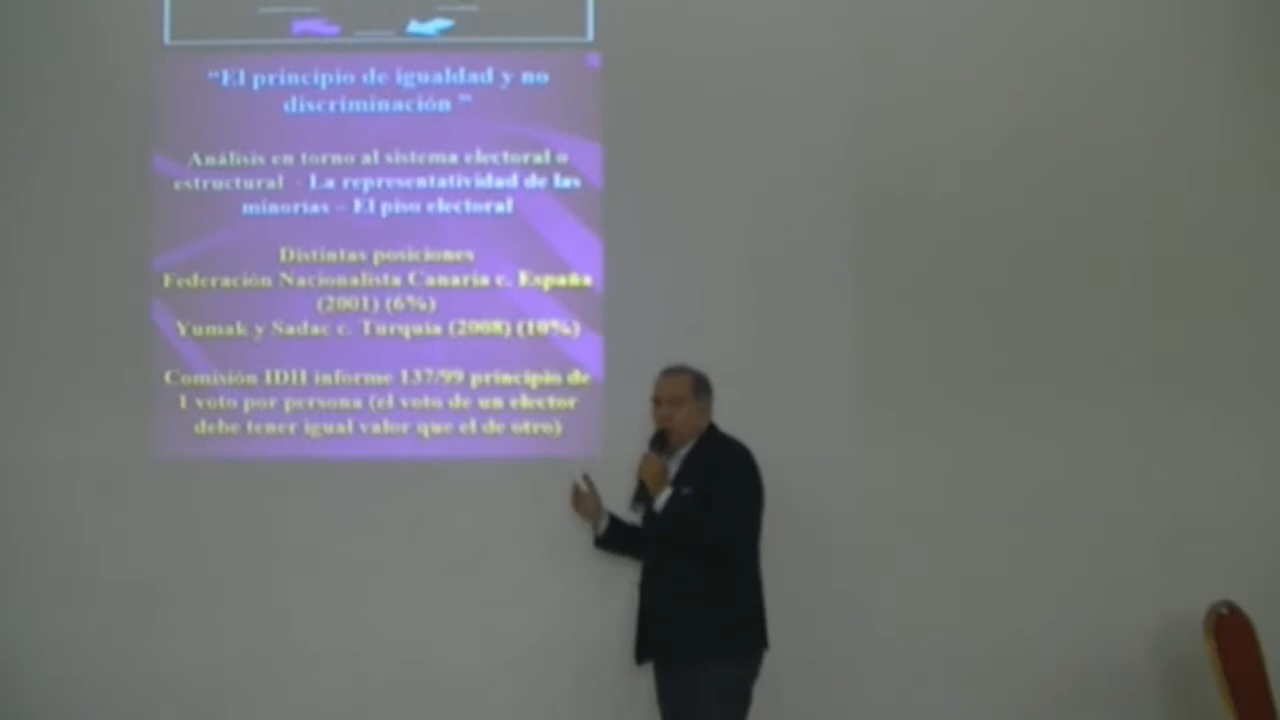 “El principio de igualdad y no
discriminación ”
Análisis en torno al sistema electoral o
estructural – La representatividad de las
minorías – El piso electoral
Distintas posiciones
Federación Nacionalista Canaria c. España
(2001) (6%)
Yumak y Sadac c. Turquía (2008) (10%)
Comisión IDH informe 137/99 principio de
1 voto por persona (el voto de un elector
debe tener igual valor que el de otro)